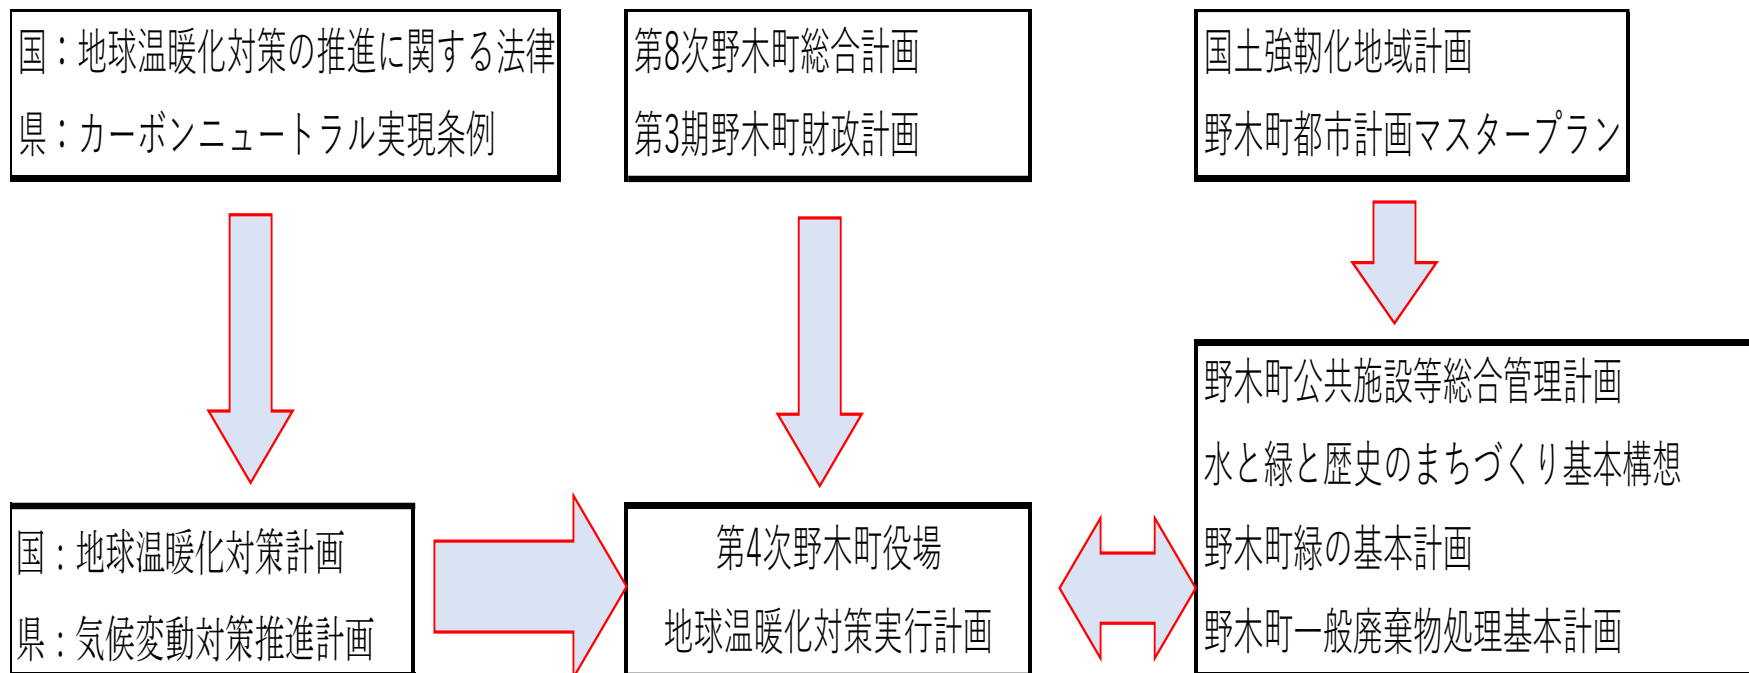 国：地球温暖化対策の推進に関する法律
県：カーボンニュートラル実現条例
第8次野木町総合計画
第3期野木町財政計画
国土強靭化地域計画
野木町都市計画マスタープラン
国：地球温暖化対策計画
県：気候変動対策推進計画
第4次野木町役場
地球温暖化対策実行計画
野木町公共施設等総合管理計画
水と緑と歴史のまちづくり基本構想
野木町緑の基本計画
野木町一般廃棄物処理基本計画